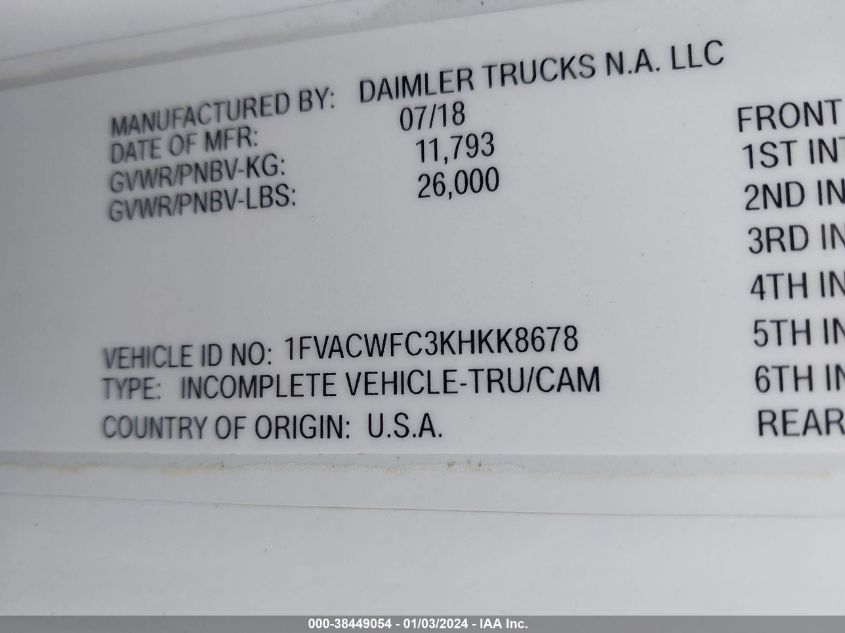 MANUFACTURED BY: DAIMLER TRUCKS N.A. LLC
DATE OF MFR: 07/18
GVWR/PNBV-KG: 11,793
GVWR/PNBV-LBS: 26,000
VEHICLE ID NO: 1FVACWFC3KHKK8678
TYPE: INCOMPLETE VEHICLE-TRU/CAM
COUNTRY OF ORIGIN: U.S.A.
FRONT
1ST INT
2ND IN
3RD IN
4TH IN
5TH IN
6TH IN
REAR
000-38449054 - 01/03/2024 - IAA Inc.